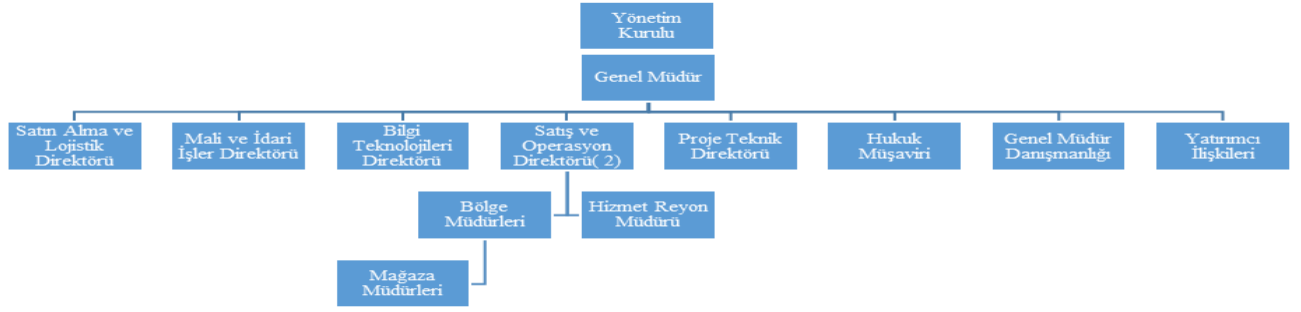 Yönetim
Kurulu
Genel Müdür
Satın Alma ve
Lojistik
Direktörü
Mali ve İdari
İşler Direktörü
Bilgi
Teknolojileri
Direktörü
Satış ve
Operasyon
Direktörü( 2)
Proje Teknik
Direktörü
Hukuk
Müşaviri
Genel Müdür
Danışmanlığı
Yatırımcı
İlişkileri
Bölge
Müdürleri
Hizmet Reyon
Müdürü
Mağaza
Müdürleri